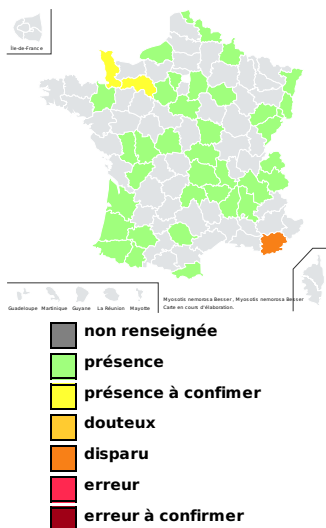 Île-de-France
Guadeloupe Martinique Guyane La Réunion Mayotte
Myosotis nemorosa Besser , Myosotis nemorosa Besser
Carte en cours d'élaboration.
non renseignée
présence
présence à confimer
douteux
disparu
erreur
erreur à confirmer